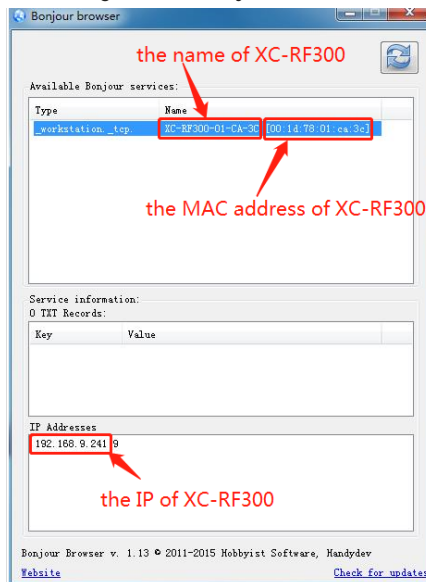 Bonjour browser
the name of XC-RF300
Available Bonjour services:
Type Name
_workstation._tcp. XC-RF300-01-CA-3C [00:1d:78:01:ca:3c]
the MAC address of XC-RF300
Service information:
0 TXT Records:
Key Value
IP Addresses
192.168.9.241:9
the IP of XC-RF300
Bonjour Browser v. 1.13 © 2011-2015 Hobbyist Software, Handydev
Website Check for updates